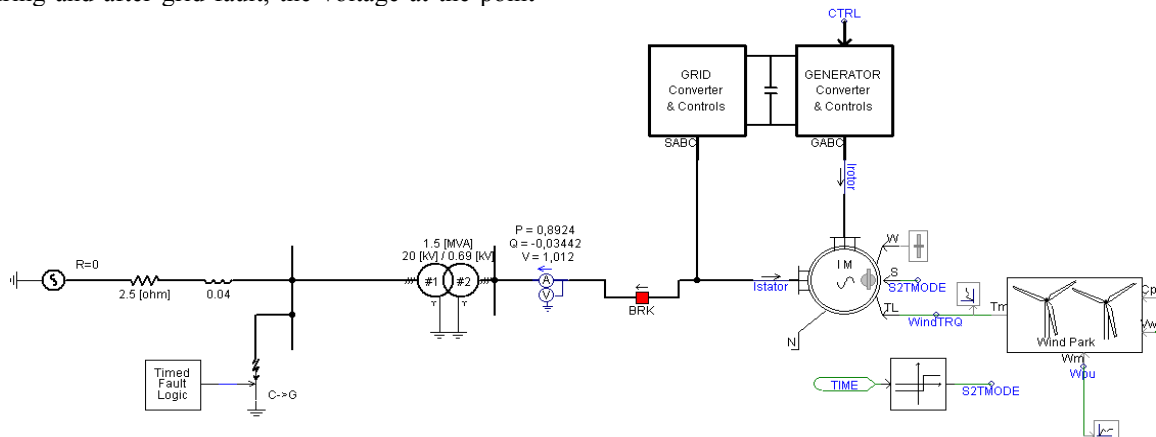 ring and after grid fault, the voltage at the point
CTRL
GRID
Converter
& Controls
GENERATOR
Converter
& Controls
SABC
GABC
Irotor
P = 0,8924
Q = -0,03442
V = 1,012
1.5 [MVA]
20 [kV] / 0.69 [kV]
R=0
S
2.5 [ohm]
0.04
#1
#2
A
V
BRK
Istator
I M
W
S
S2TMODE
TL
WindTRQ
N
Tm
Cp
Vw
Wind Park
Wm
Wpu
Timed
Fault
Logic
C->G
TIME
S2TMODE